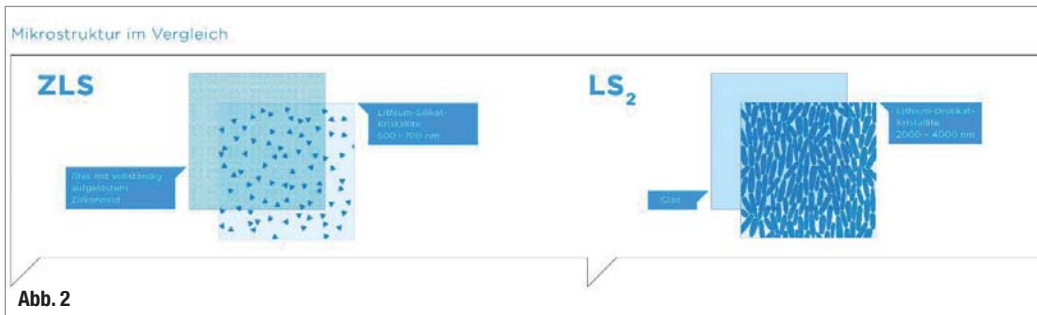 Mikrostruktur im Vergleich
ZLS
Lithium-Silikat-
Kristallite
500 – 700 nm
Glas mit vollständig
aufgelöstem
Zirkonoxid
LS₂
Lithium-Disilikat-
Kristallite
2000 – 4000 nm
Glas
Abb. 2